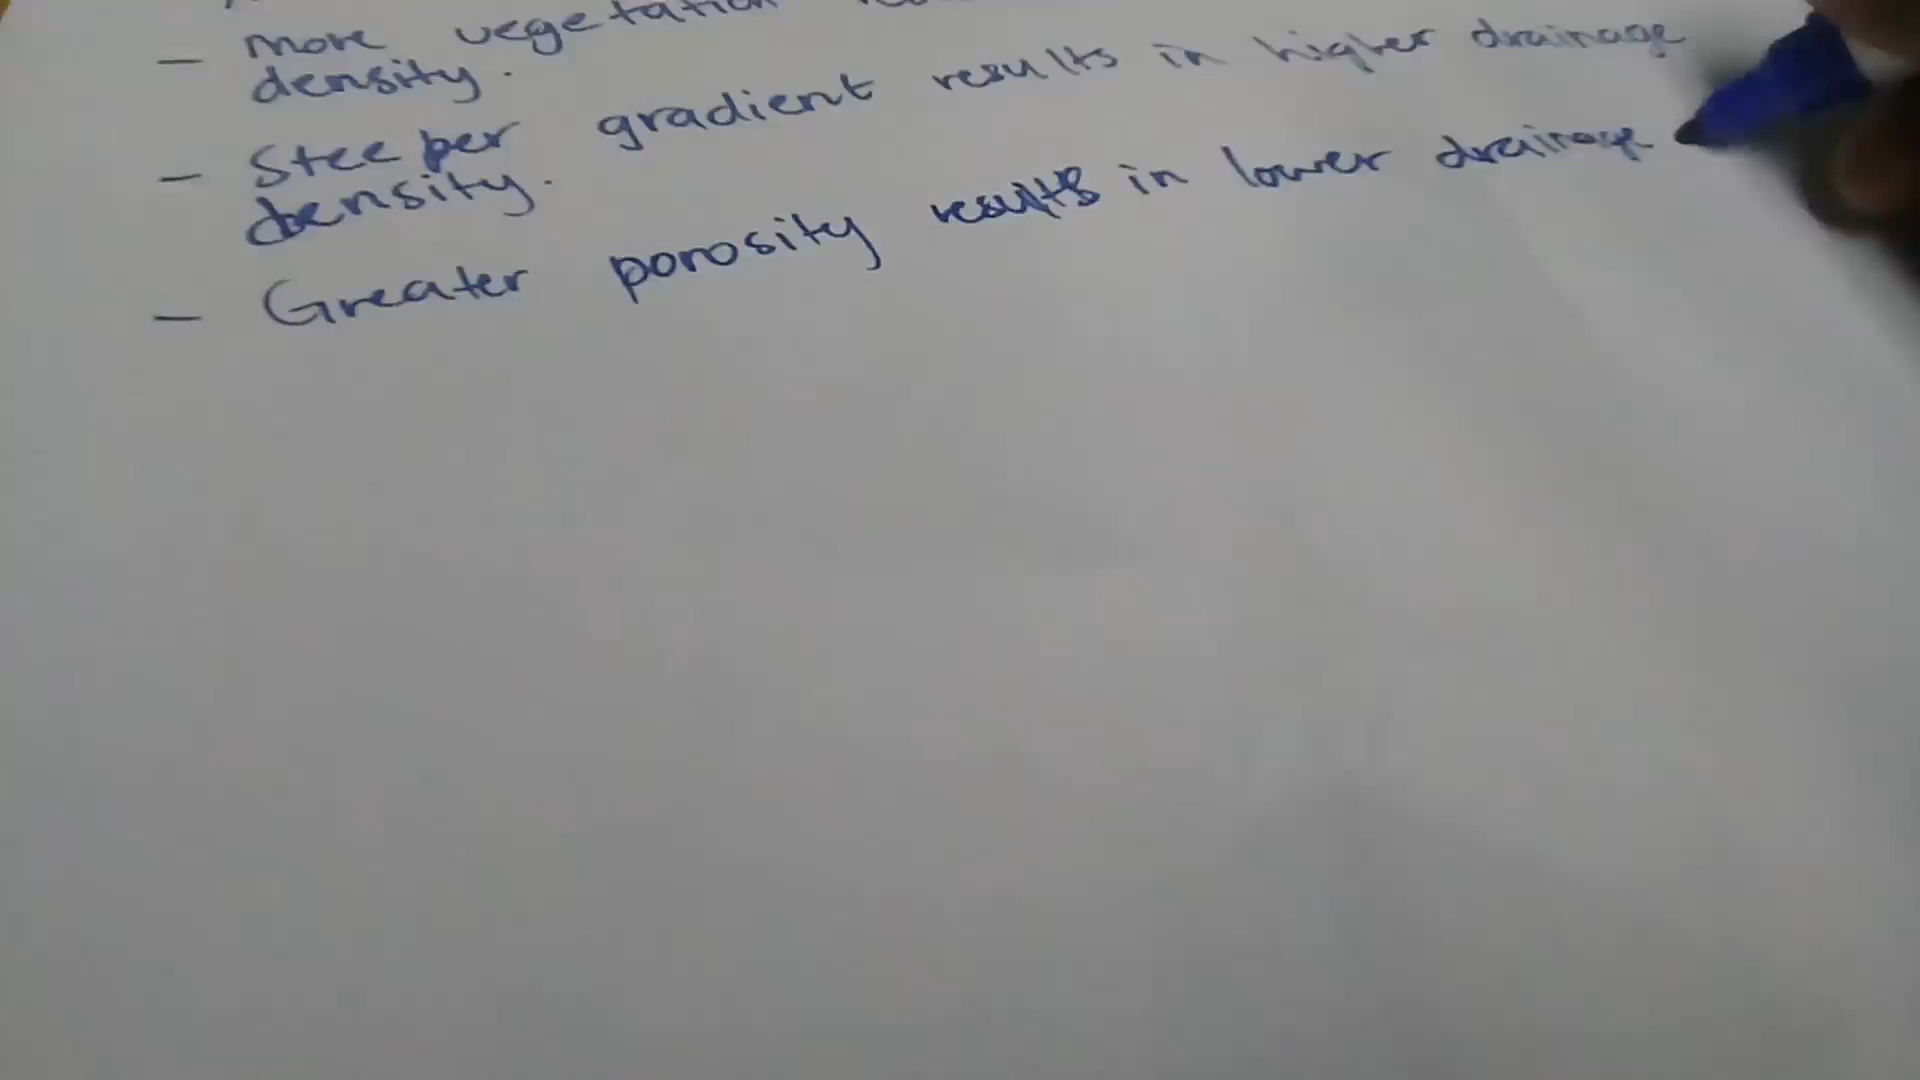 - More vegetation
density.
- Steeper gradient results in higher drainage
density.
- Greater porosity results in lower drainage